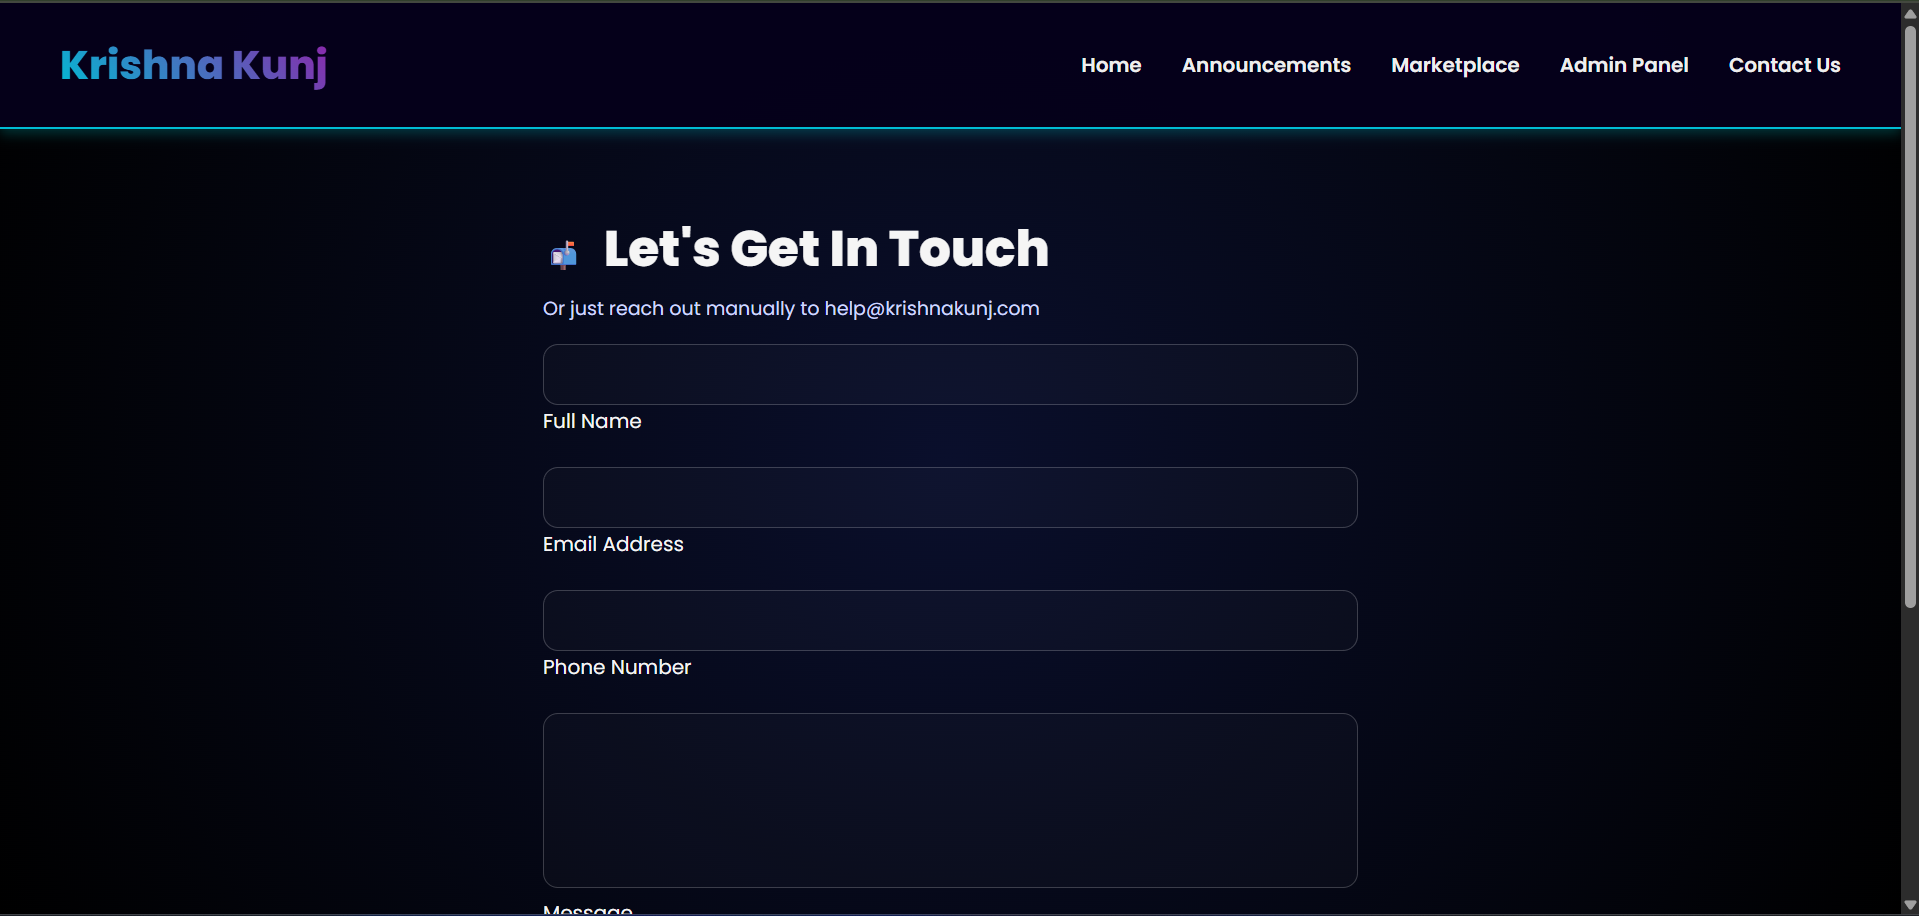 Krishna Kunj
Home Announcements Marketplace Admin Panel Contact Us
Let's Get In Touch
Or just reach out manually to help@krishnakunj.com
Full Name
Email Address
Phone Number
Message